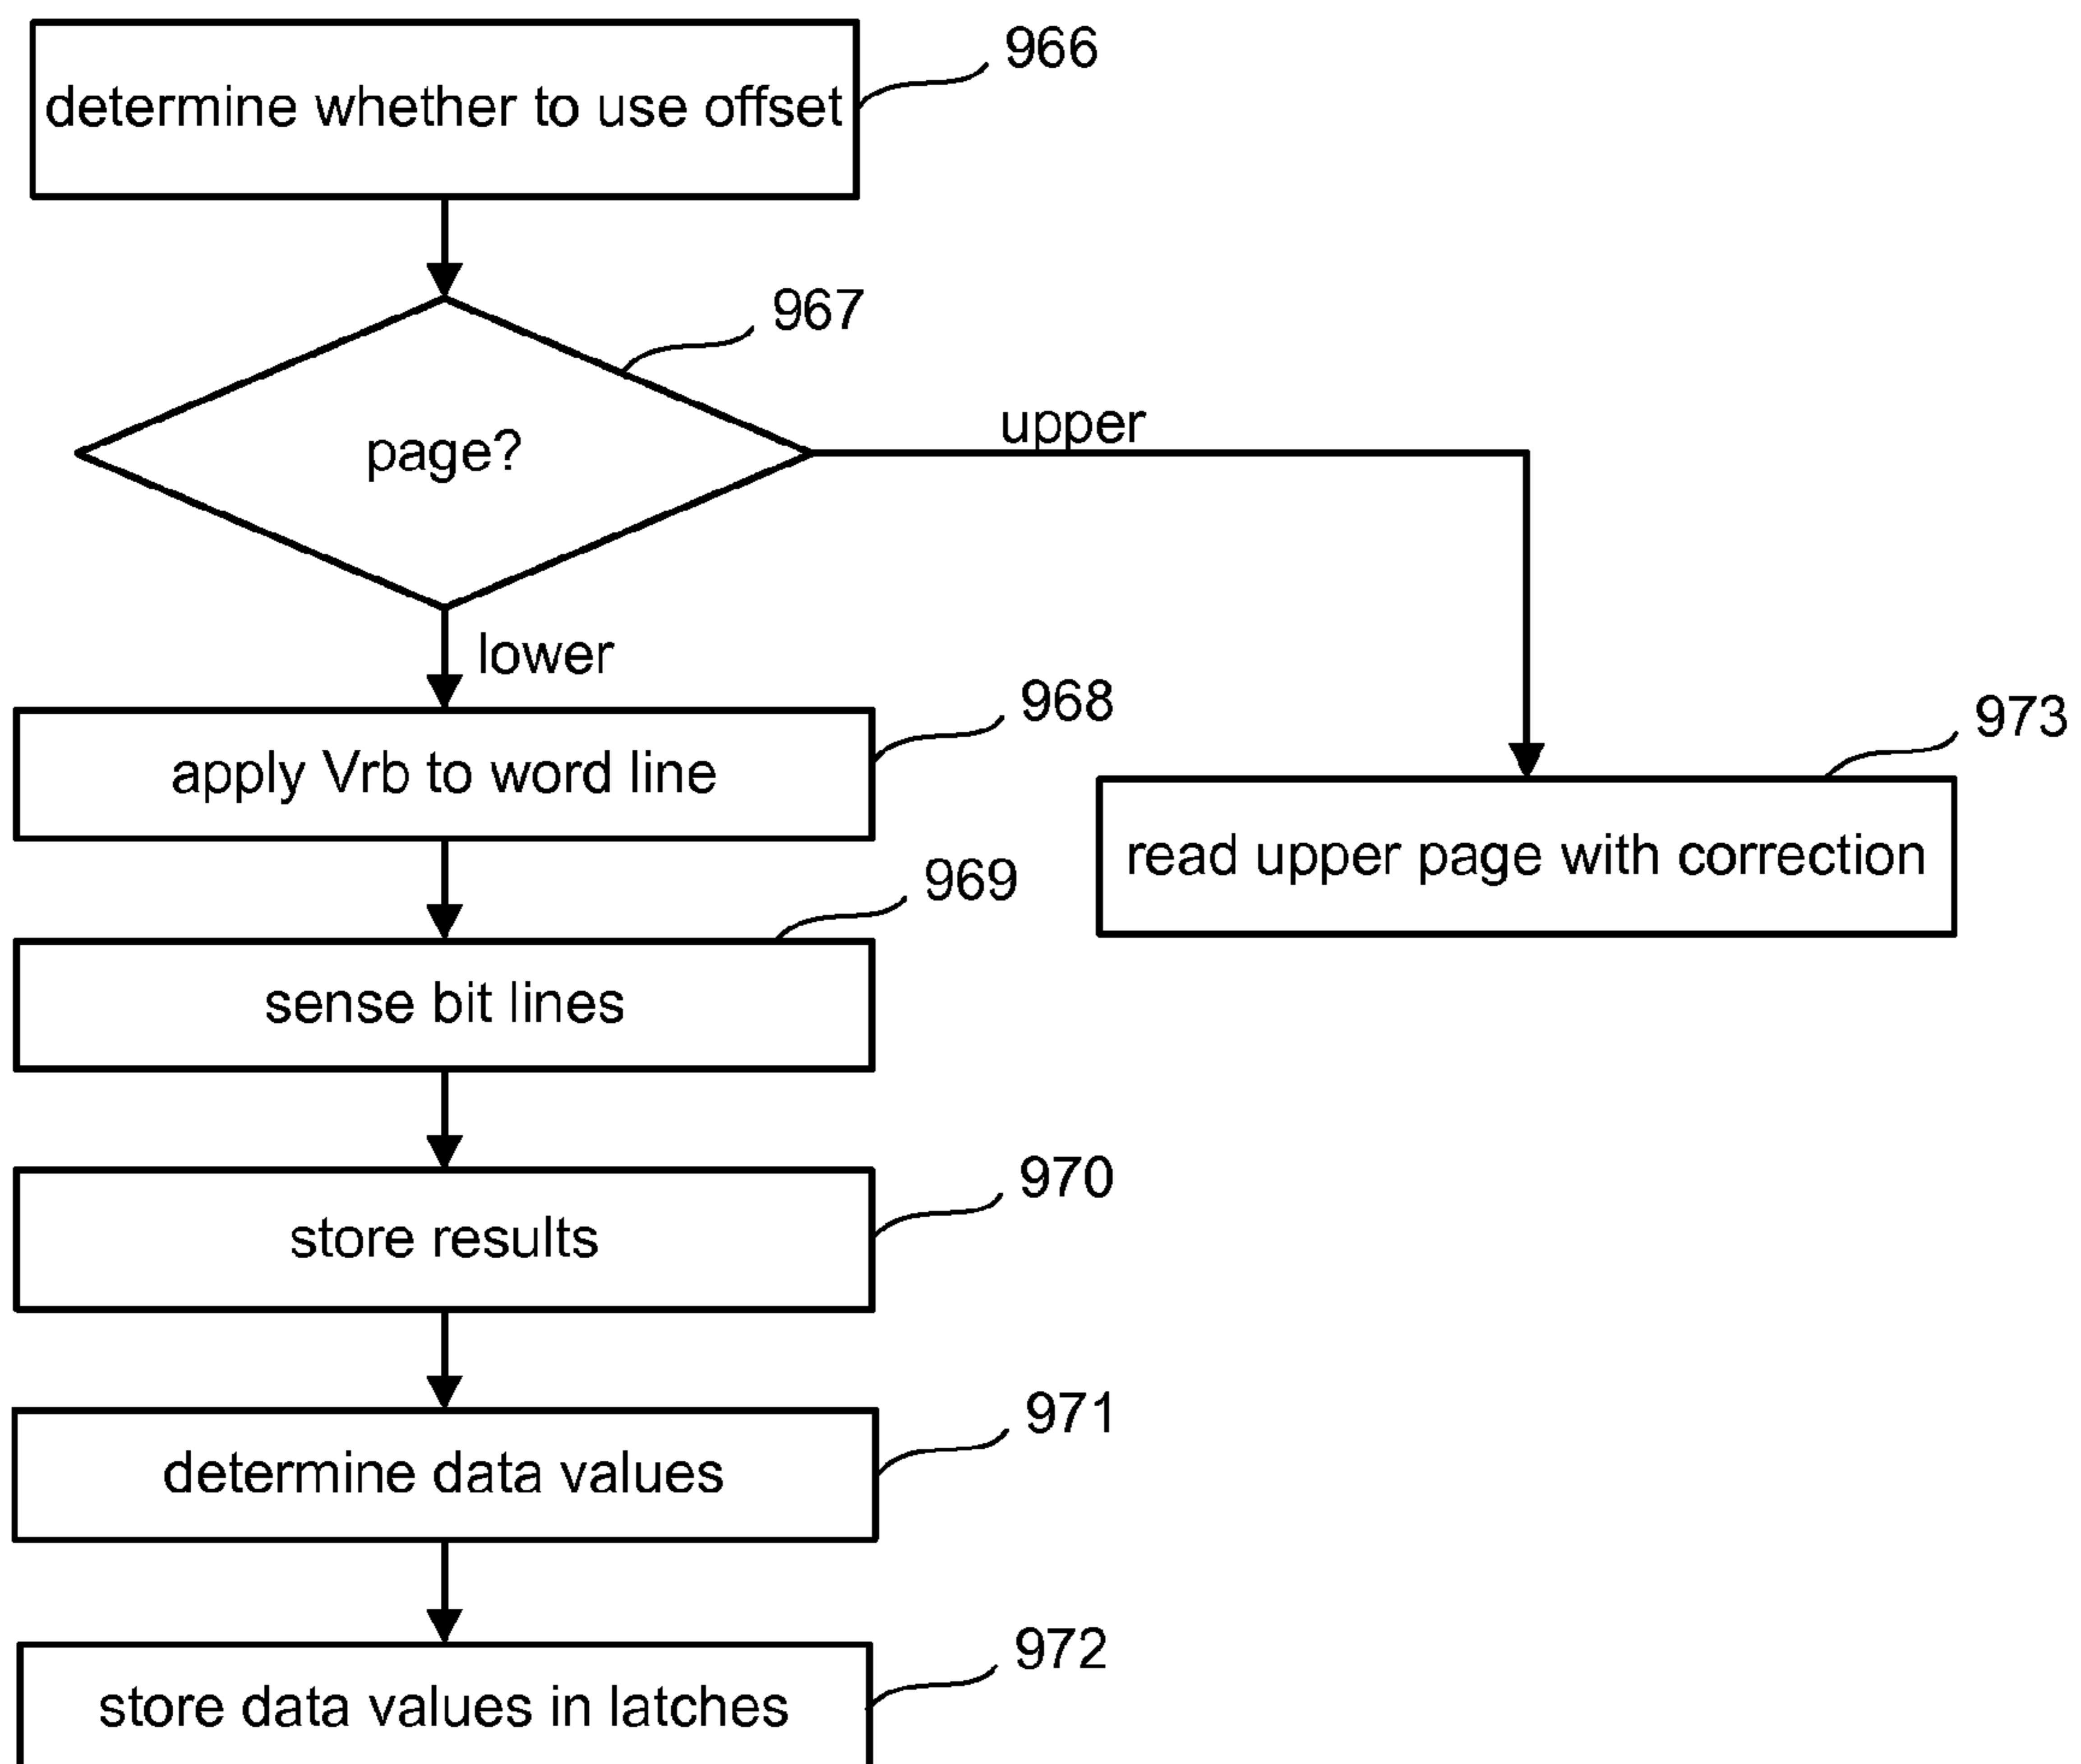 966
determine whether to use offset
967
page?
upper
lower
968
apply Vrb to word line
973
read upper page with correction
969
sense bit lines
970
store results
971
determine data values
972
store data values in latches